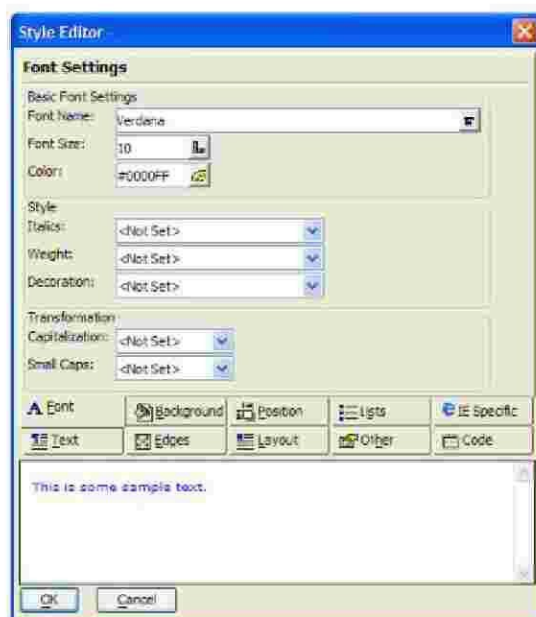 Style Editor
Font Settings
Basic Font Settings
Font Name: Verdana
Font Size: 10
Color: #0000FF
Style
Italics: <Not Set>
Weight: <Not Set>
Decoration: <Not Set>
Transformation
Capitalization: <Not Set>
Small Caps: <Not Set>
Font Background Position Lists IE Specific
Text Edges Layout Other Code
This is some sample text.
OK Cancel